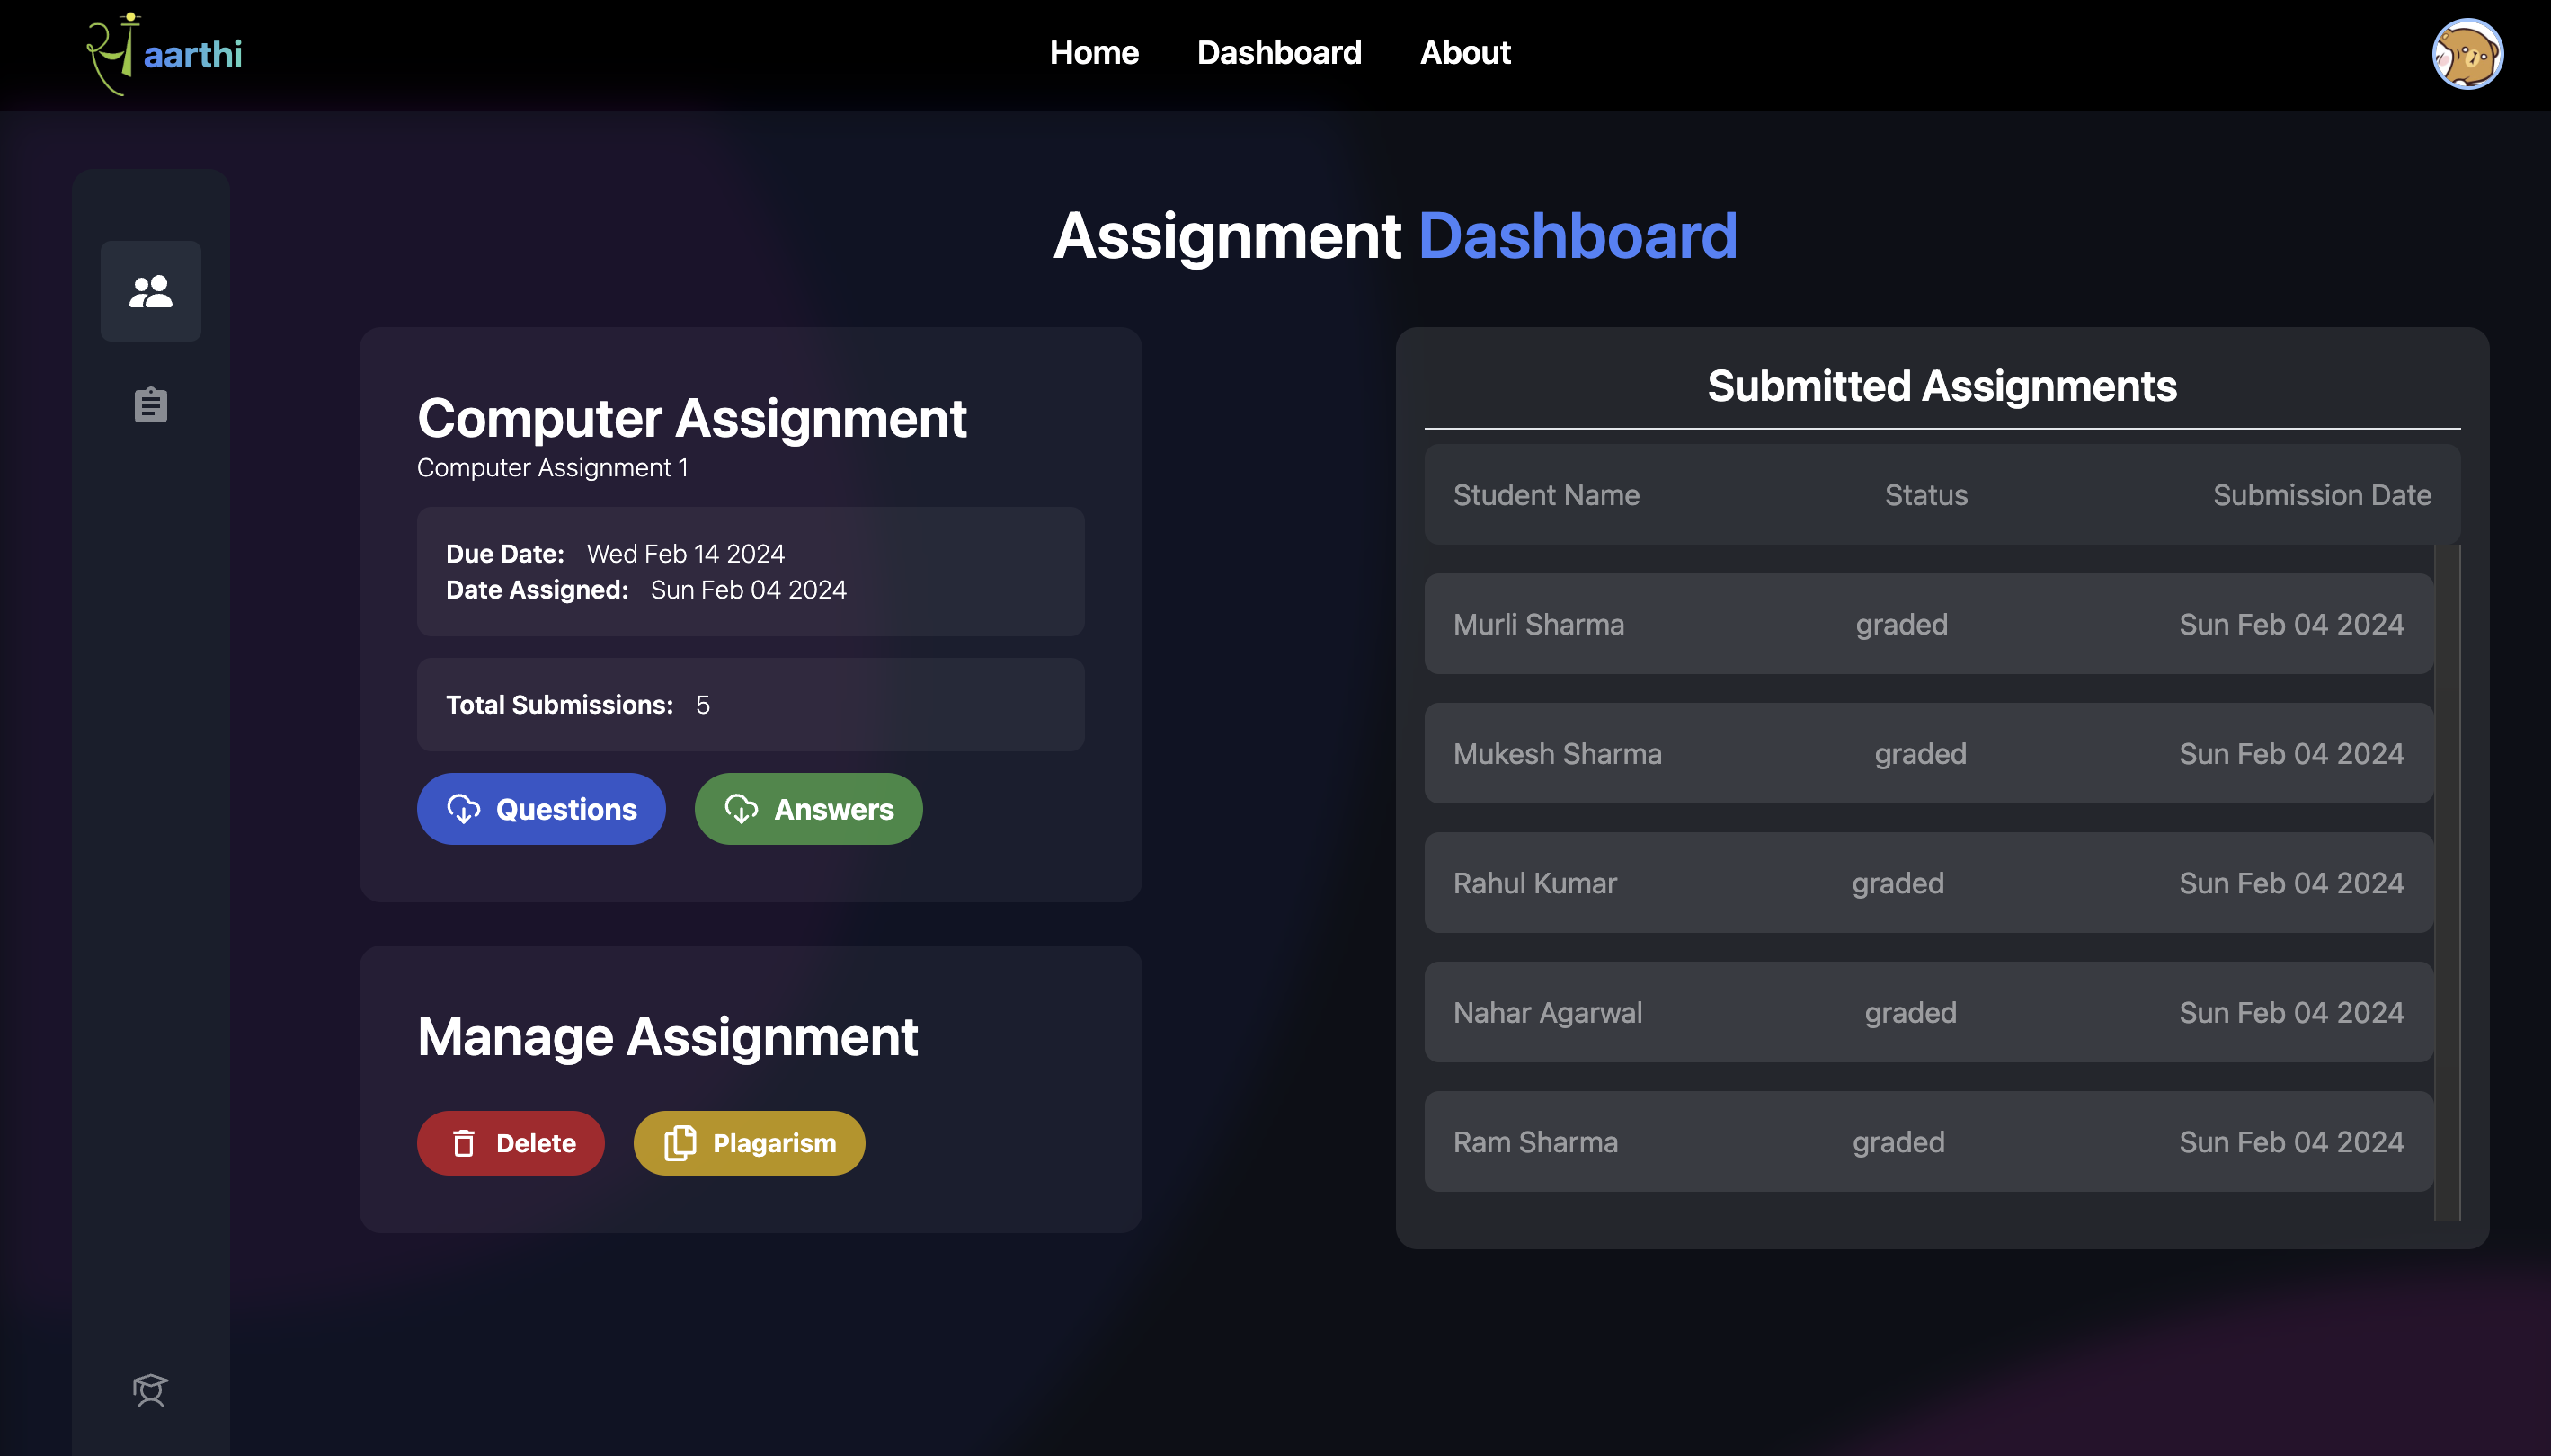 सा aarthi
Home Dashboard About
Assignment Dashboard
Computer Assignment
Computer Assignment 1
Due Date: Wed Feb 14 2024
Date Assigned: Sun Feb 04 2024
Total Submissions: 5
Questions Answers
Manage Assignment
Delete Plagarism
Submitted Assignments
Student Name Status Submission Date
Murli Sharma graded Sun Feb 04 2024
Mukesh Sharma graded Sun Feb 04 2024
Rahul Kumar graded Sun Feb 04 2024
Nahar Agarwal graded Sun Feb 04 2024
Ram Sharma graded Sun Feb 04 2024